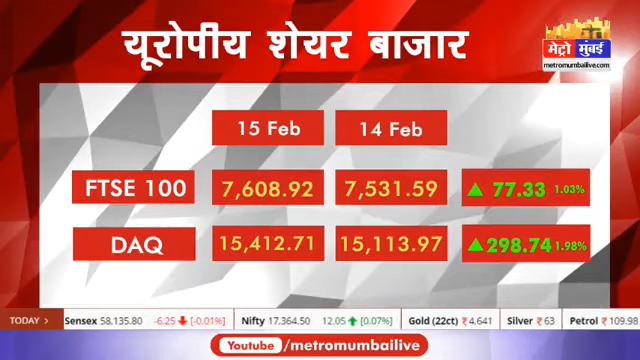 यूरोपीय शेयर बाजार
मेट्रो मुंबई
metromumbailive.com
15 Feb 14 Feb
FTSE 100 7,608.92 7,531.59 ▲ 77.33 1.03%
DAQ 15,412.71 15,113.97 ▲298.74 1.98%
TODAY > Sensex 58,135.80 -6.25 ↓ [-0.01%] Nifty 17,364.50 12.05 ↑ [0.07%] Gold (22ct) ₹ 4,641 Silver ₹ 63 Petrol ₹ 109.98
Youtube /metromumbailive